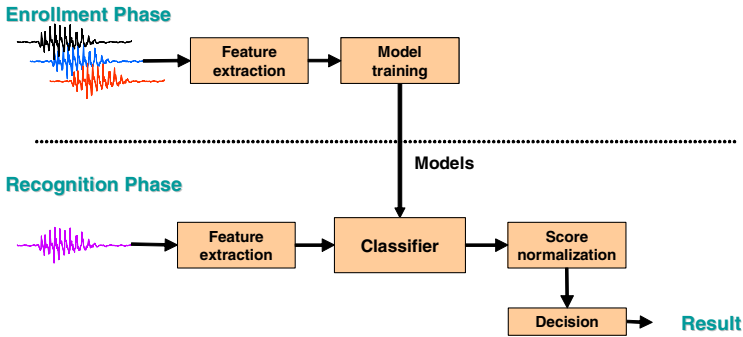 Enrollment Phase
Feature
extraction
Model
training
Models
Recognition Phase
Feature
extraction
Classifier
Score
normalization
Decision
Result